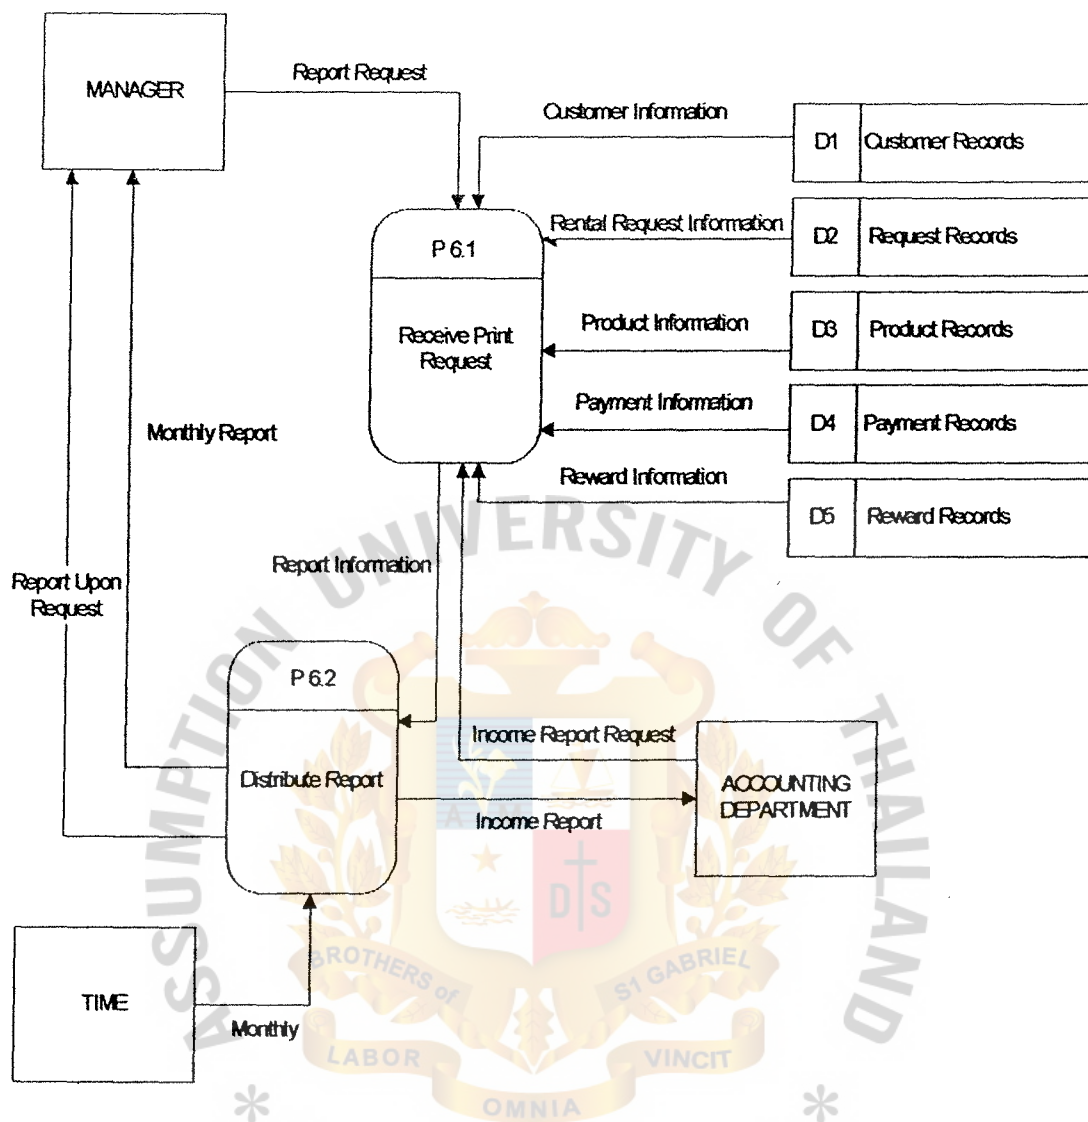 MANAGER
Report Request
Customer Information
D1 Customer Records
P 6.1
Rental Request Information
D2 Request Records
Receive Print
Request
Product Information
D3 Product Records
Payment Information
D4 Payment Records
Monthly Report
Reward Information
D5 Reward Records
Report Information
Report Upon
Request
P 6.2
Distribute Report
Income Report Request
Income Report
ACCOUNTING
DEPARTMENT
TIME
Monthly
ASSUMPTION UNIVERSITY OF THAILAND
A M
D S
BROTHERS of S1 GABRIEL
LABOR VINCIT
OMNIA